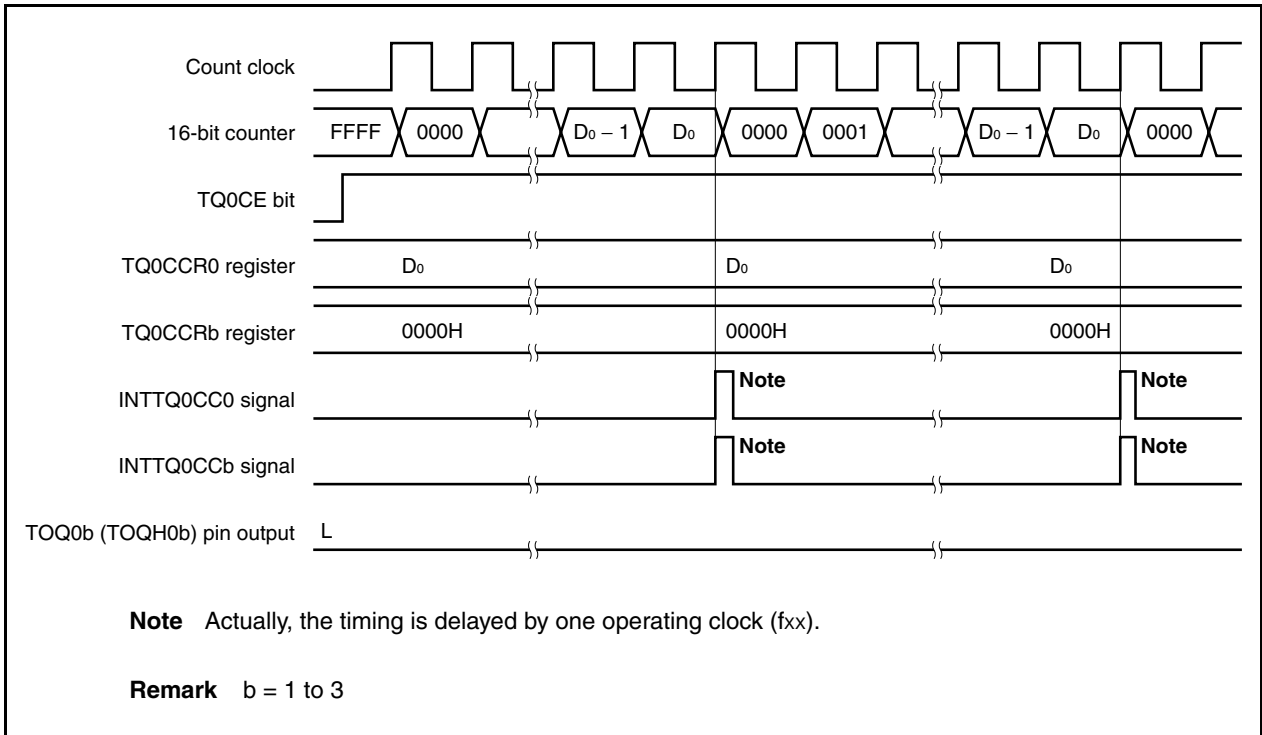 Count clock
16-bit counter FFFF 0000 D0 − 1 D0 0000 0001 D0 − 1 D0 0000
TQ0CE bit
TQ0CCR0 register D0 D0 D0
TQ0CCRb register 0000H 0000H 0000H
INTTQ0CC0 signal Note Note
INTTQ0CCb signal Note Note
TOQ0b (TOQH0b) pin output L
Note Actually, the timing is delayed by one operating clock (fxx).
Remark b = 1 to 3